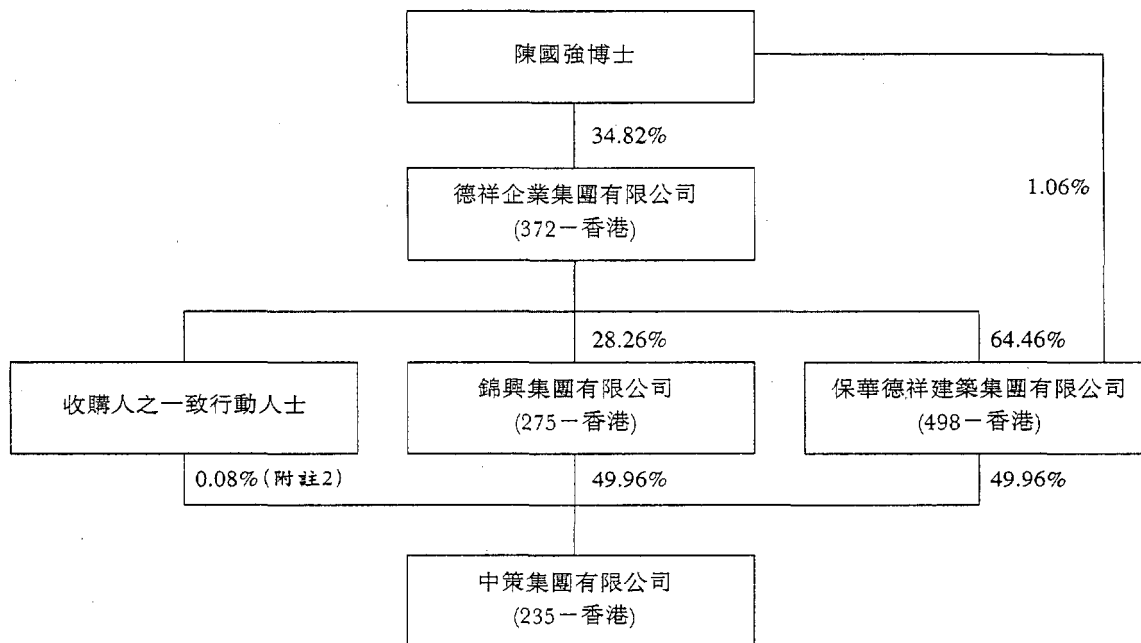 陳國強博士
34.82%
1.06%
德祥企業集團有限公司
(372－香港)
28.26%
64.46%
收購人之一致行動人士
錦興集團有限公司
(275－香港)
保華德祥建築集團有限公司
(498－香港)
0.08%(附註2)
49.96%
49.96%
中策集團有限公司
(235－香港)